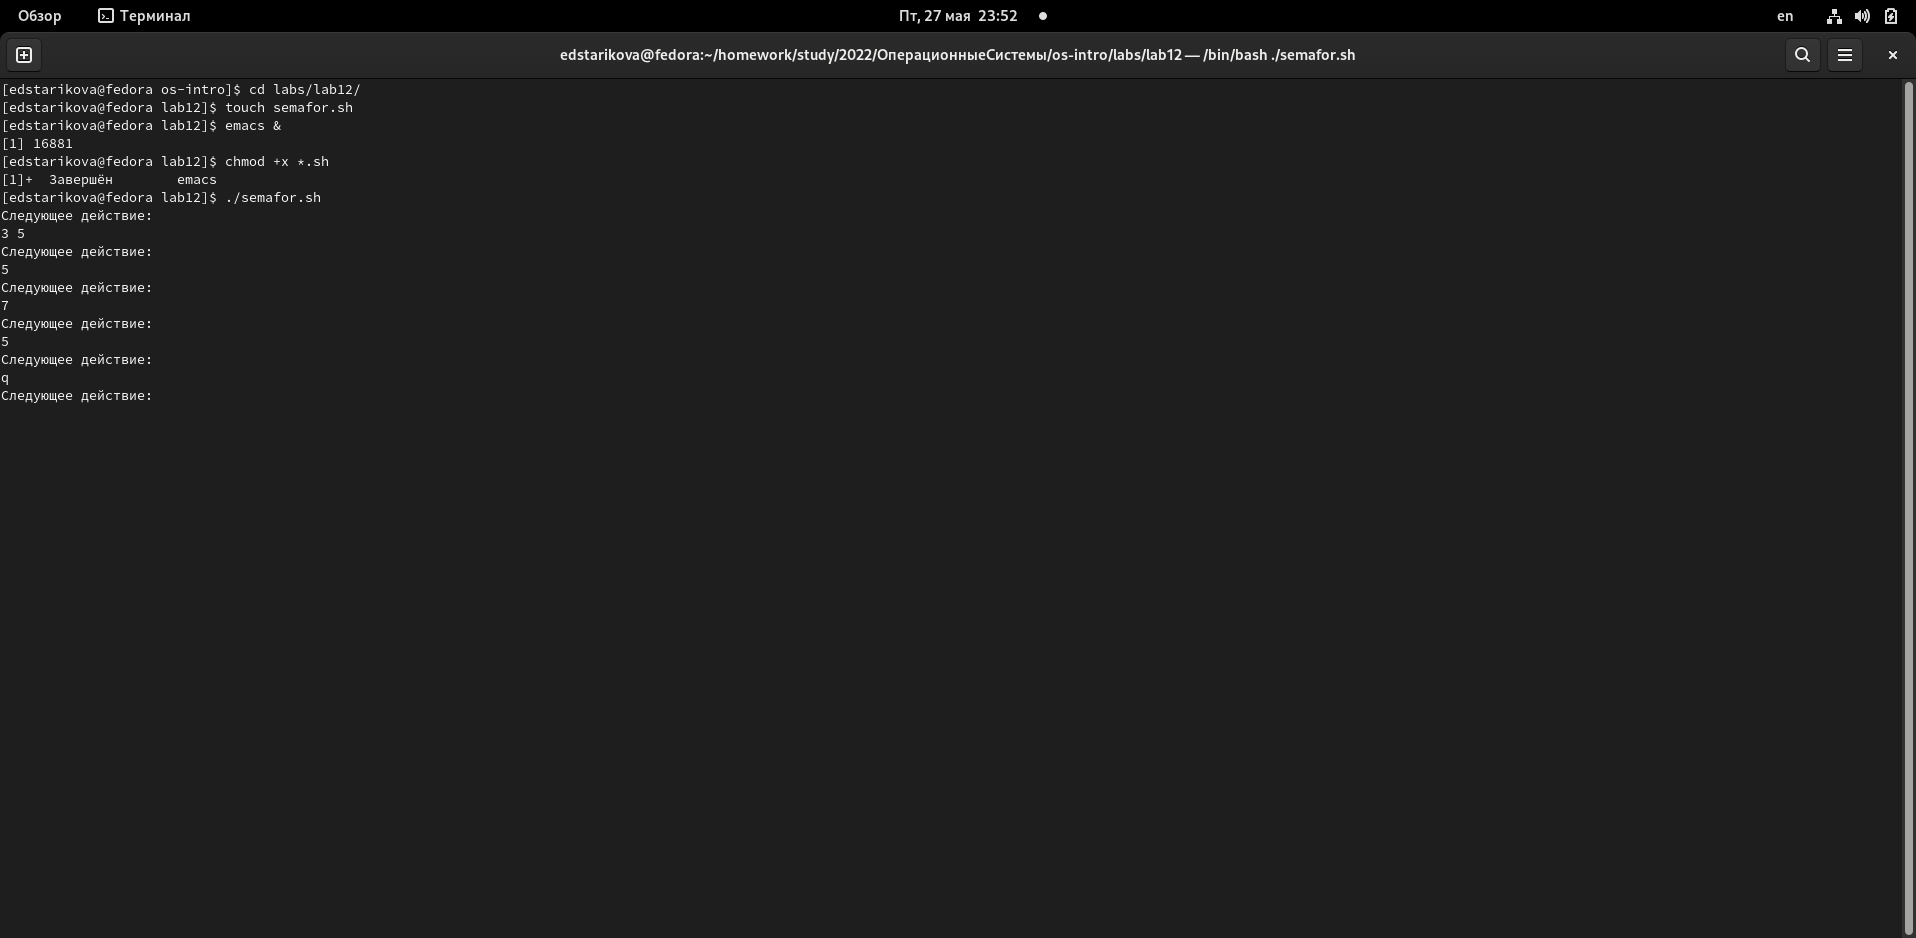 Обзор Терминал Пт, 27 мая 23:52 en
edstarikova@fedora:~/homework/study/2022/ОперационныеСистемы/os-intro/labs/lab12 — /bin/bash ./semafor.sh
[edstarikova@fedora os-intro]$ cd labs/lab12/
[edstarikova@fedora lab12]$ touch semafor.sh
[edstarikova@fedora lab12]$ emacs &
[1] 16881
[edstarikova@fedora lab12]$ chmod +x *.sh
[1]+  Завершён        emacs
[edstarikova@fedora lab12]$ ./semafor.sh
Следующее действие:
3 5
Следующее действие:
5
Следующее действие:
7
Следующее действие:
5
Следующее действие:
q
Следующее действие: